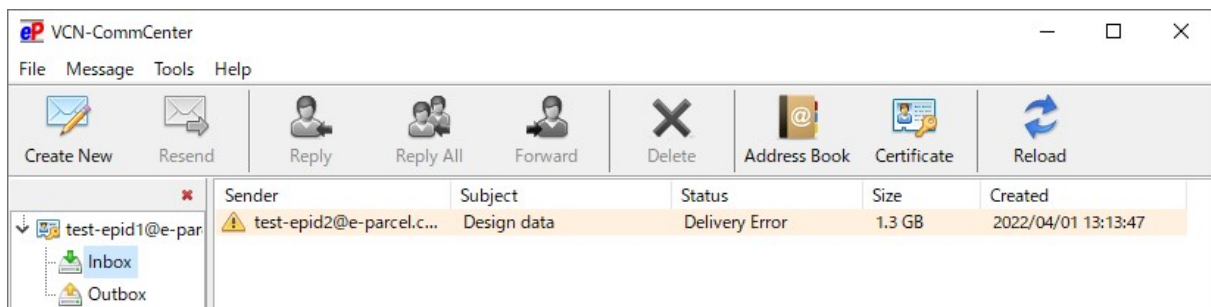 eP VCN-CommCenter
File Message Tools Help
Create New Resend Reply Reply All Forward Delete Address Book Certificate Reload
Sender Subject Status Size Created
test-epid1@e-par
test-epid2@e-parcel.c... Design data Delivery Error 1.3 GB 2022/04/01 13:13:47
Inbox
Outbox